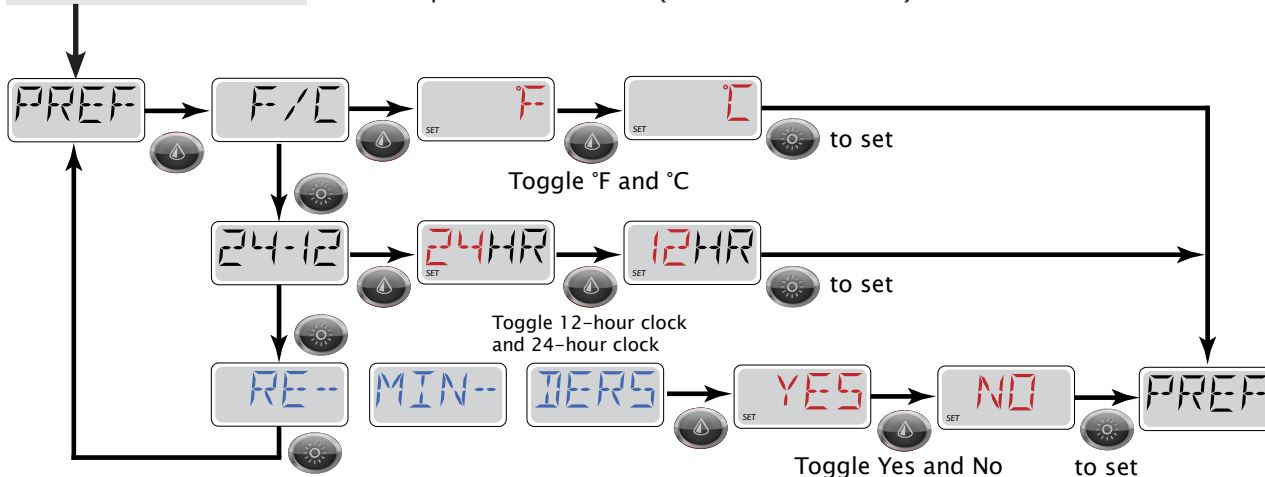 PREF
F/C
SET °F
SET °C
to set
Toggle °F and °C
24-12
SET 24HR
SET 12HR
to set
Toggle 12-hour clock
and 24-hour clock
RE-- MIN-- DERS
SET YES
SET NO
PREF
Toggle Yes and No
to set